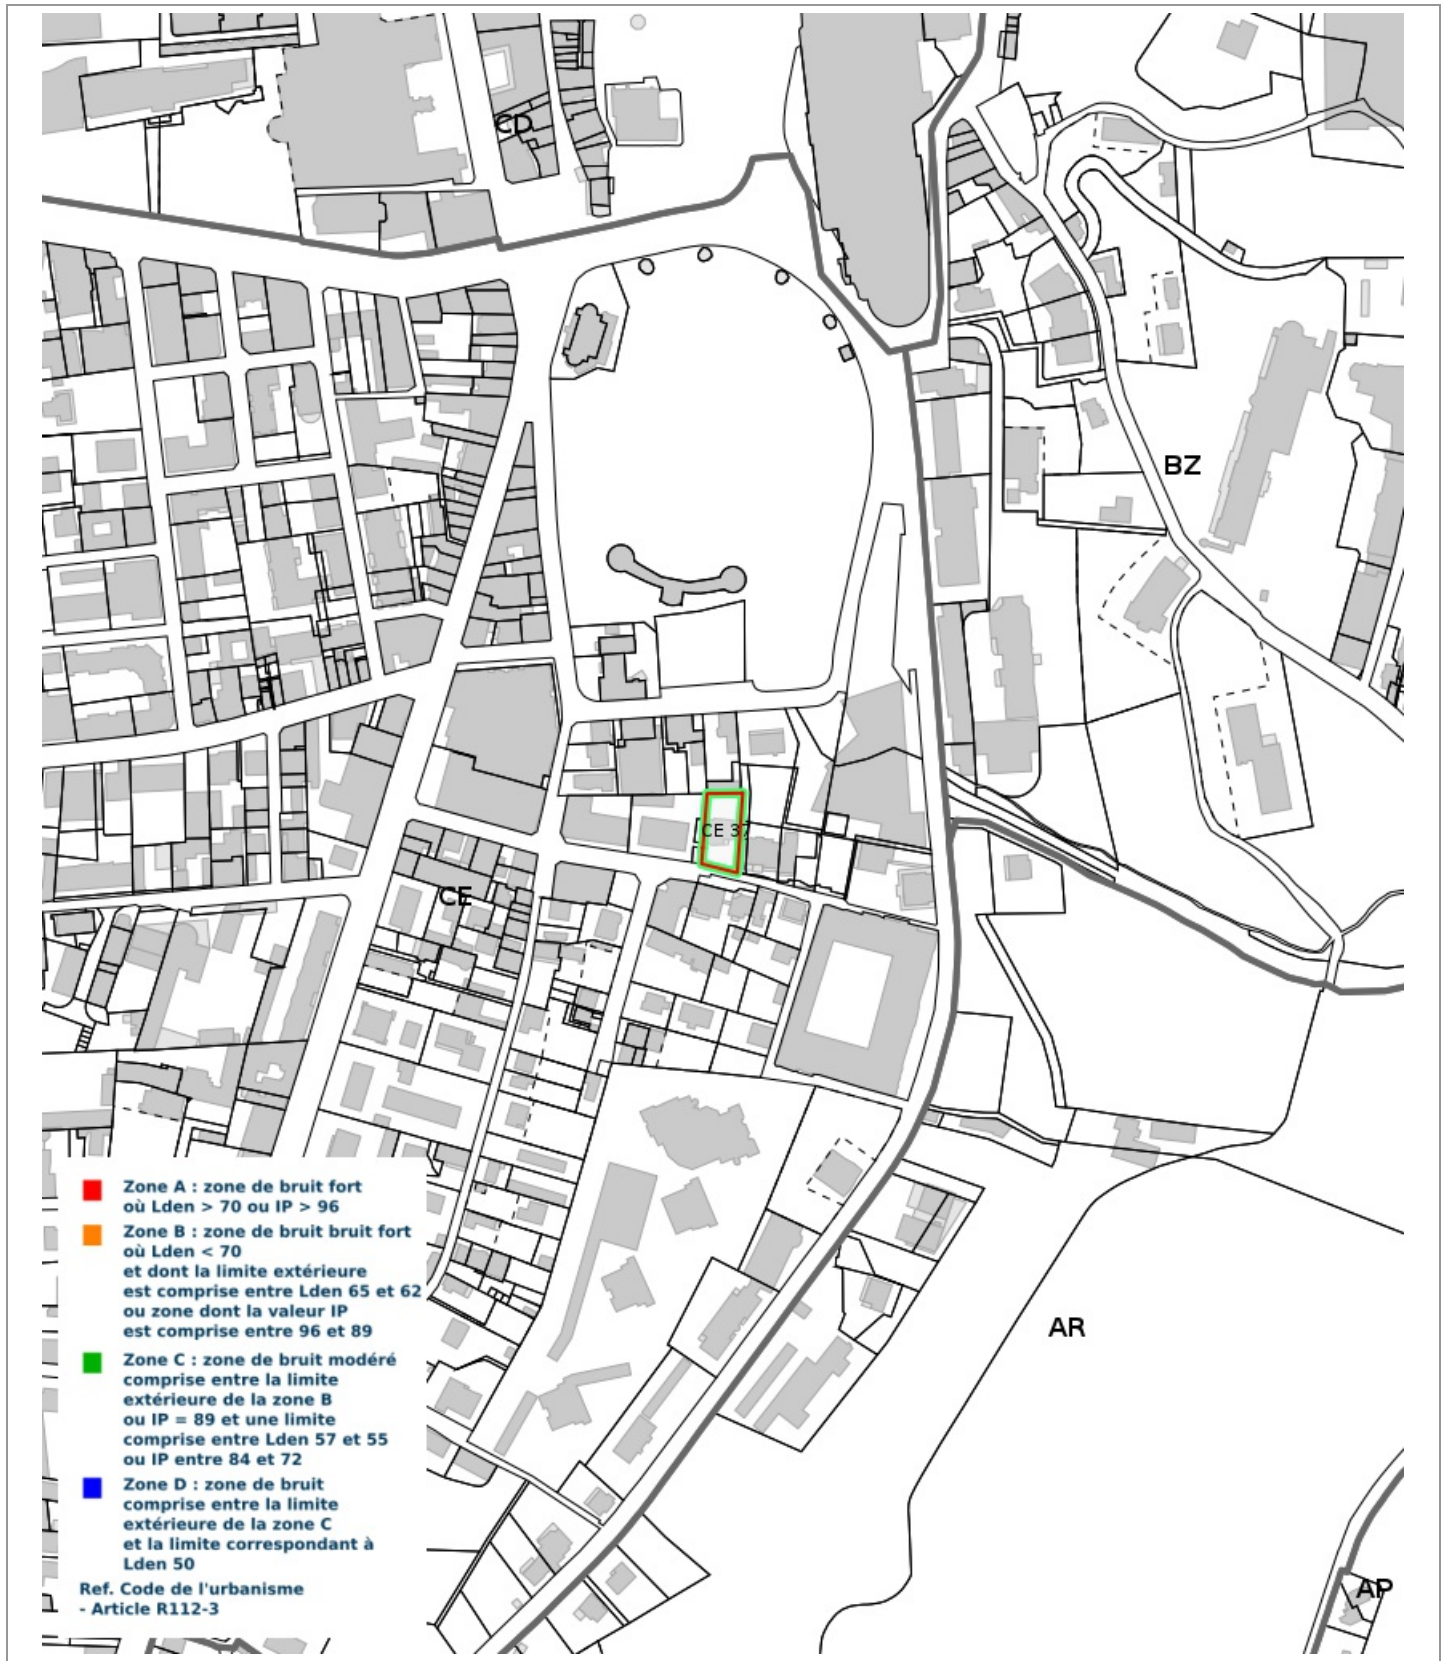 CD
BZ
CE 37
CE
AR
AP
Zone A : zone de bruit fort
où Lden > 70 ou IP > 96
Zone B : zone de bruit bruit fort
où Lden < 70
et dont la limite extérieure
est comprise entre Lden 65 et 62
ou zone dont la valeur IP
est comprise entre 96 et 89
Zone C : zone de bruit modéré
comprise entre la limite
extérieure de la zone B
ou IP = 89 et une limite
comprise entre Lden 57 et 55
ou IP entre 84 et 72
Zone D : zone de bruit
comprise entre la limite
extérieure de la zone C
et la limite correspondant à
Lden 50
Ref. Code de l'urbanisme
- Article R112-3